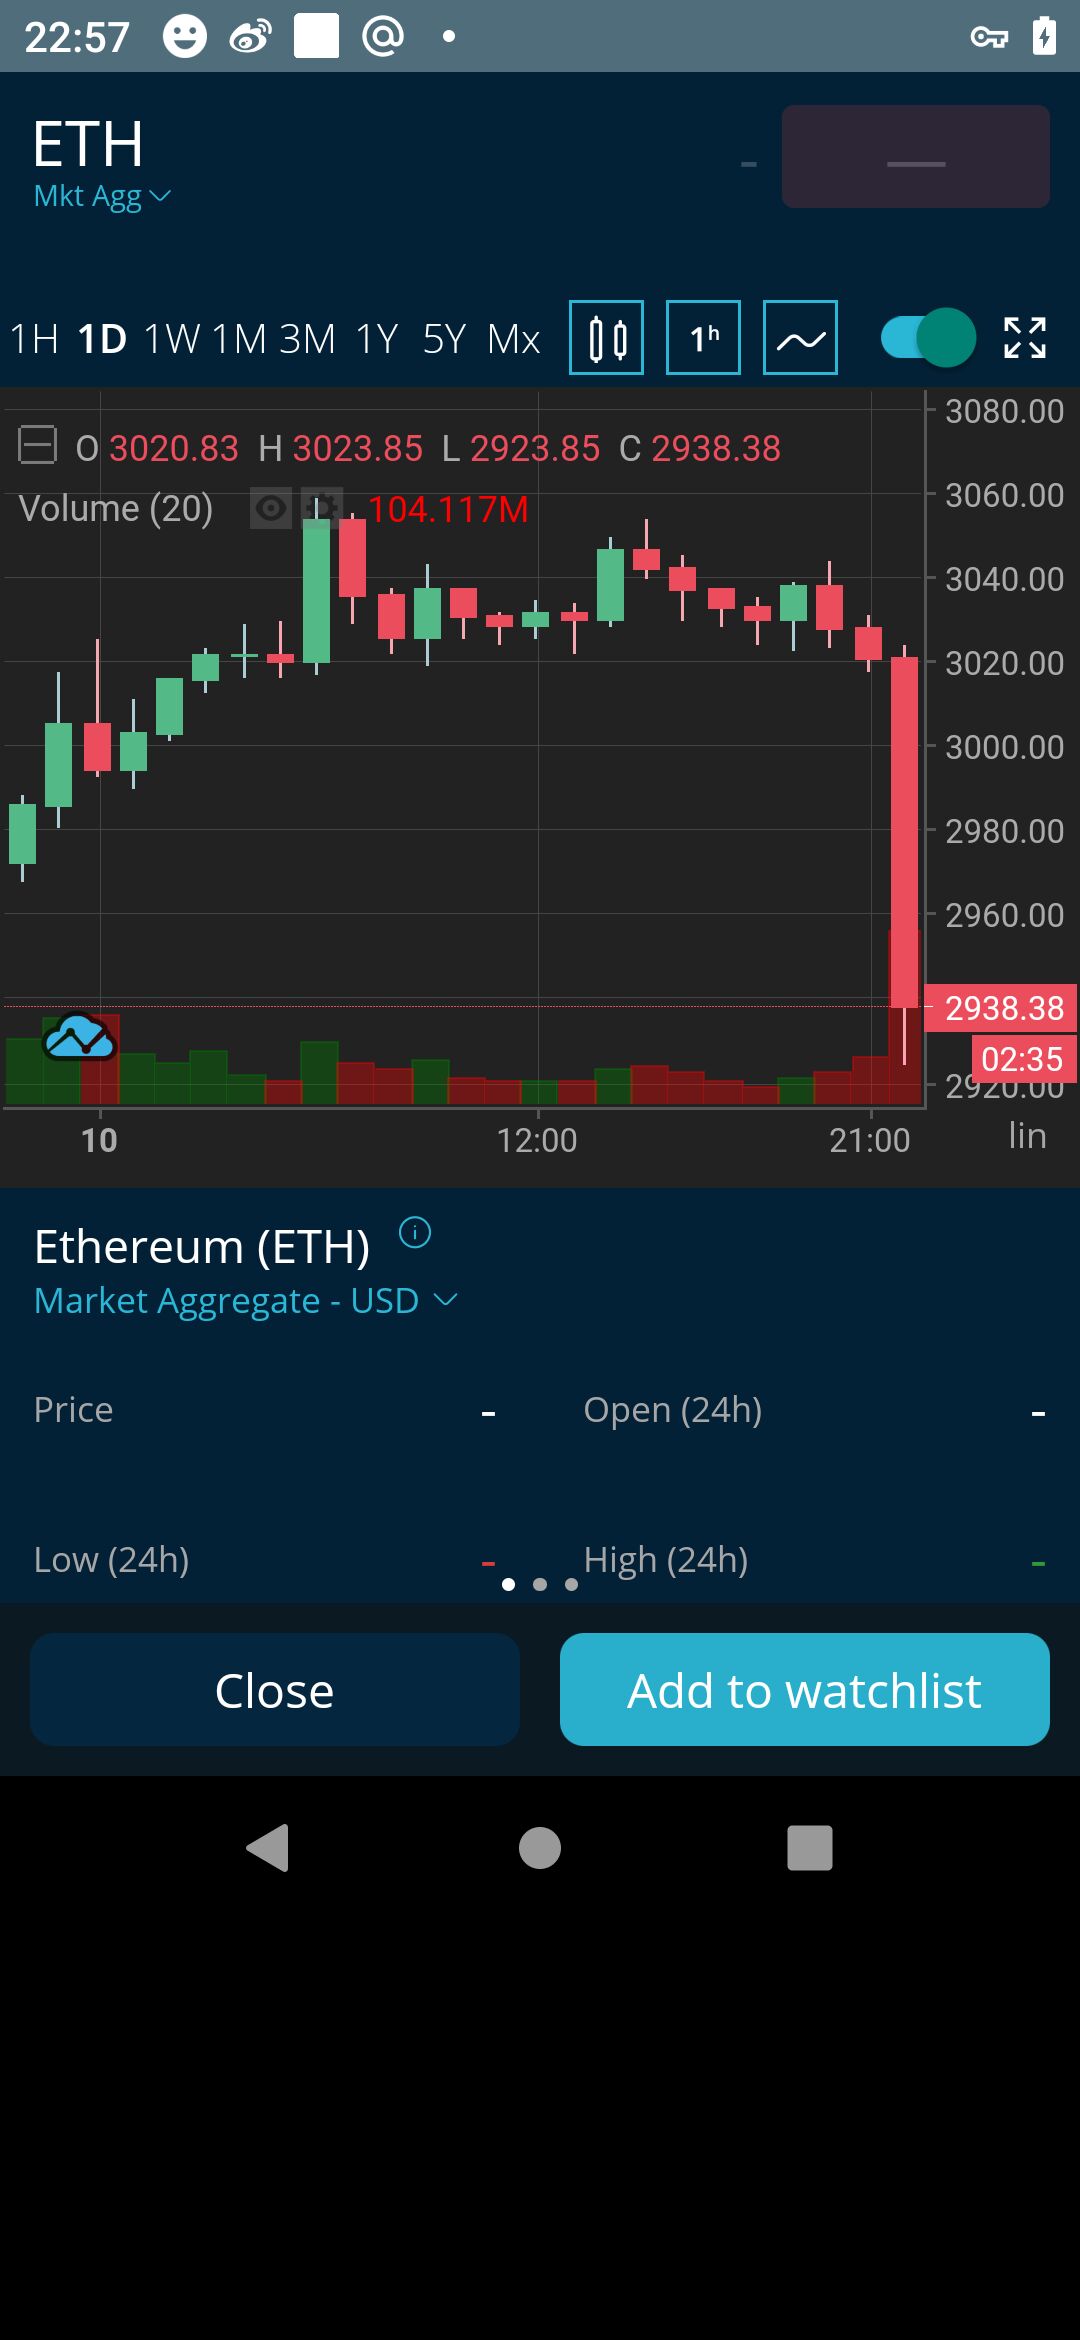 22:57
ETH
Mkt Agg
- —
1H 1D 1W 1M 3M 1Y 5Y Mx 1h
3080.00
O 3020.83 H 3023.85 L 2923.85 C 2938.38
3060.00
Volume (20) 104.117M
3040.00
3020.00
3000.00
2980.00
2960.00
2938.38
02:35
2920.00
10 12:00 21:00 lin
Ethereum (ETH)
Market Aggregate - USD
Price - Open (24h) -
Low (24h) - High (24h) -
Close Add to watchlist